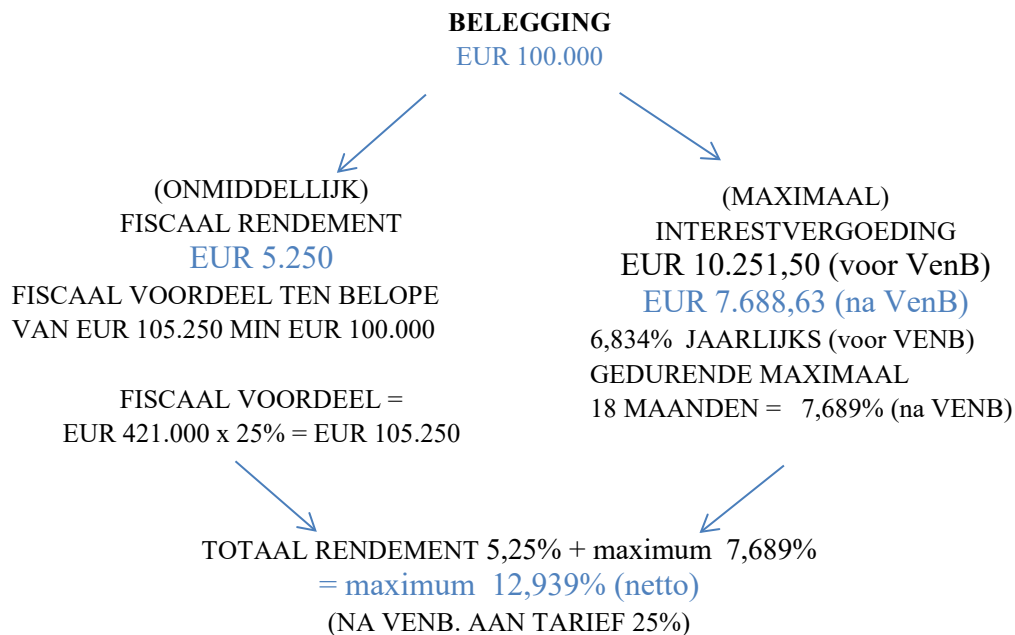 BELEGGING
EUR 100.000
(ONMIDDELLIJK)
FISCAAL RENDEMENT
EUR 5.250
FISCAAL VOORDEEL TEN BELOPE
VAN EUR 105.250 MIN EUR 100.000
FISCAAL VOORDEEL =
EUR 421.000 x 25% = EUR 105.250
(MAXIMAAL)
INTERESTVERGOEDING
EUR 10.251,50 (voor VenB)
EUR 7.688,63 (na VenB)
6,834% JAARLIJKS (voor VENB)
GEDURENDE MAXIMAAL
18 MAANDEN = 7,689% (na VENB)
TOTAAL RENDEMENT 5,25% + maximum 7,689%
= maximum 12,939% (netto)
(NA VENB. AAN TARIEF 25%)